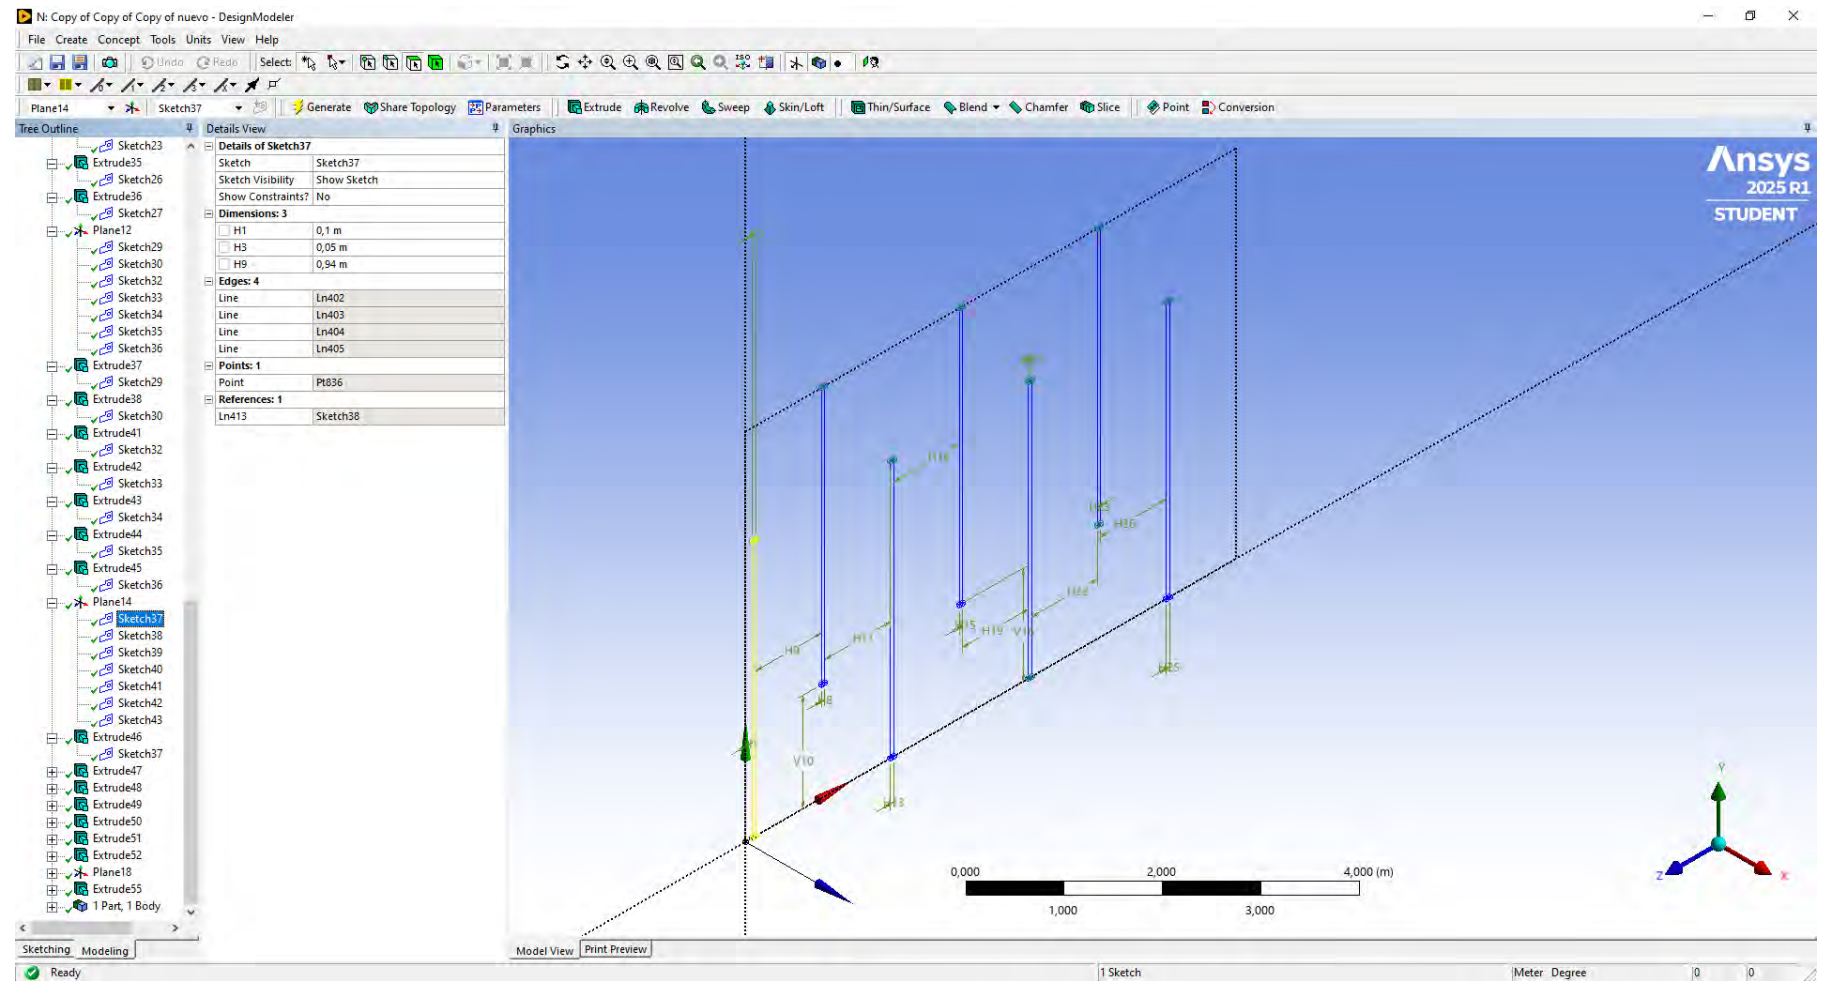 N: Copy of Copy of Copy of nuevo - DesignModeler
File Create Concept Tools Units View Help
Undo Redo Select:
Plane14 Sketch37 Generate Share Topology Parameters Extrude Revolve Sweep Skin/Loft Thin/Surface Blend Chamfer Slice Point Conversion
Tree Outline
Sketch23
Extrude35
Sketch26
Extrude36
Sketch27
Plane12
Sketch29
Sketch30
Sketch32
Sketch33
Sketch34
Sketch35
Sketch36
Extrude37
Sketch29
Extrude38
Sketch30
Extrude41
Sketch32
Extrude42
Sketch33
Extrude43
Sketch34
Extrude44
Sketch35
Extrude45
Sketch36
Plane14
Sketch37
Sketch38
Sketch39
Sketch40
Sketch41
Sketch42
Sketch43
Extrude46
Sketch37
Extrude47
Extrude48
Extrude49
Extrude50
Extrude51
Extrude52
Plane18
Extrude55
1 Part, 1 Body
Sketching Modeling
Details View
Details of Sketch37
Sketch Sketch37
Sketch Visibility Show Sketch
Show Constraints? No
Dimensions: 3
H1 0,1 m
H3 0,05 m
H9 0,94 m
Edges: 4
Line Ln402
Line Ln403
Line Ln404
Line Ln405
Points: 1
Point Pt836
References: 1
Ln413 Sketch38
Graphics
Ansys
2025 R1
STUDENT
H36
H9
H11
H19
V10
Y
Z
X
0,000 2,000 4,000 (m)
1,000 3,000
Model View Print Preview
Ready 1 Sketch Meter Degree 0 0